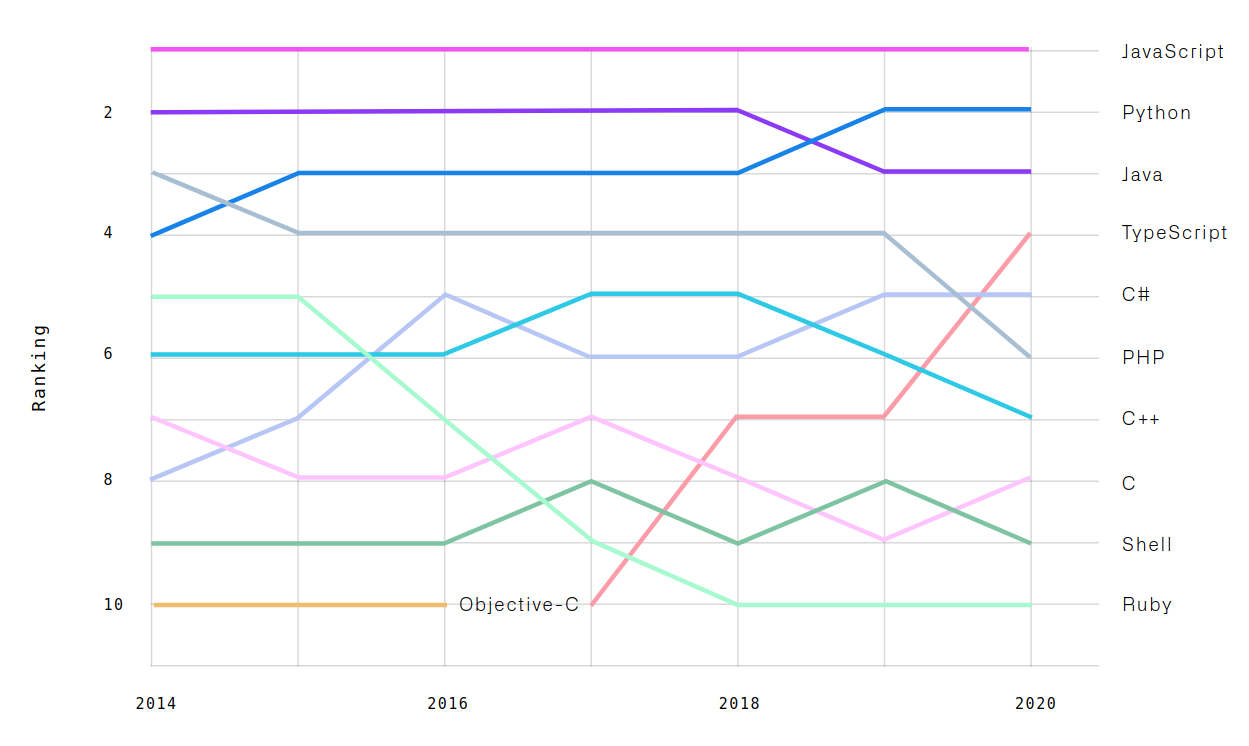 JavaScript
2
Python
Java
4
TypeScript
C#
Ranking
6
PHP
C++
8
C
Shell
10
Objective-C
Ruby
2014
2016
2018
2020